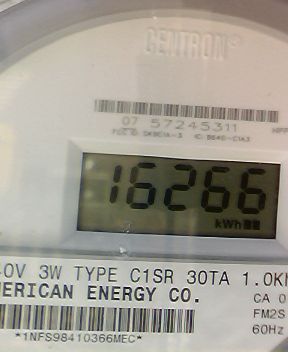 CENTRON®
07 57245311
16266
kWh
0V 3W TYPE C1SR 30TA 1.0K
MERICAN ENERGY CO.
CA 0
FM2S
60Hz
*1NFS98410366MEC*